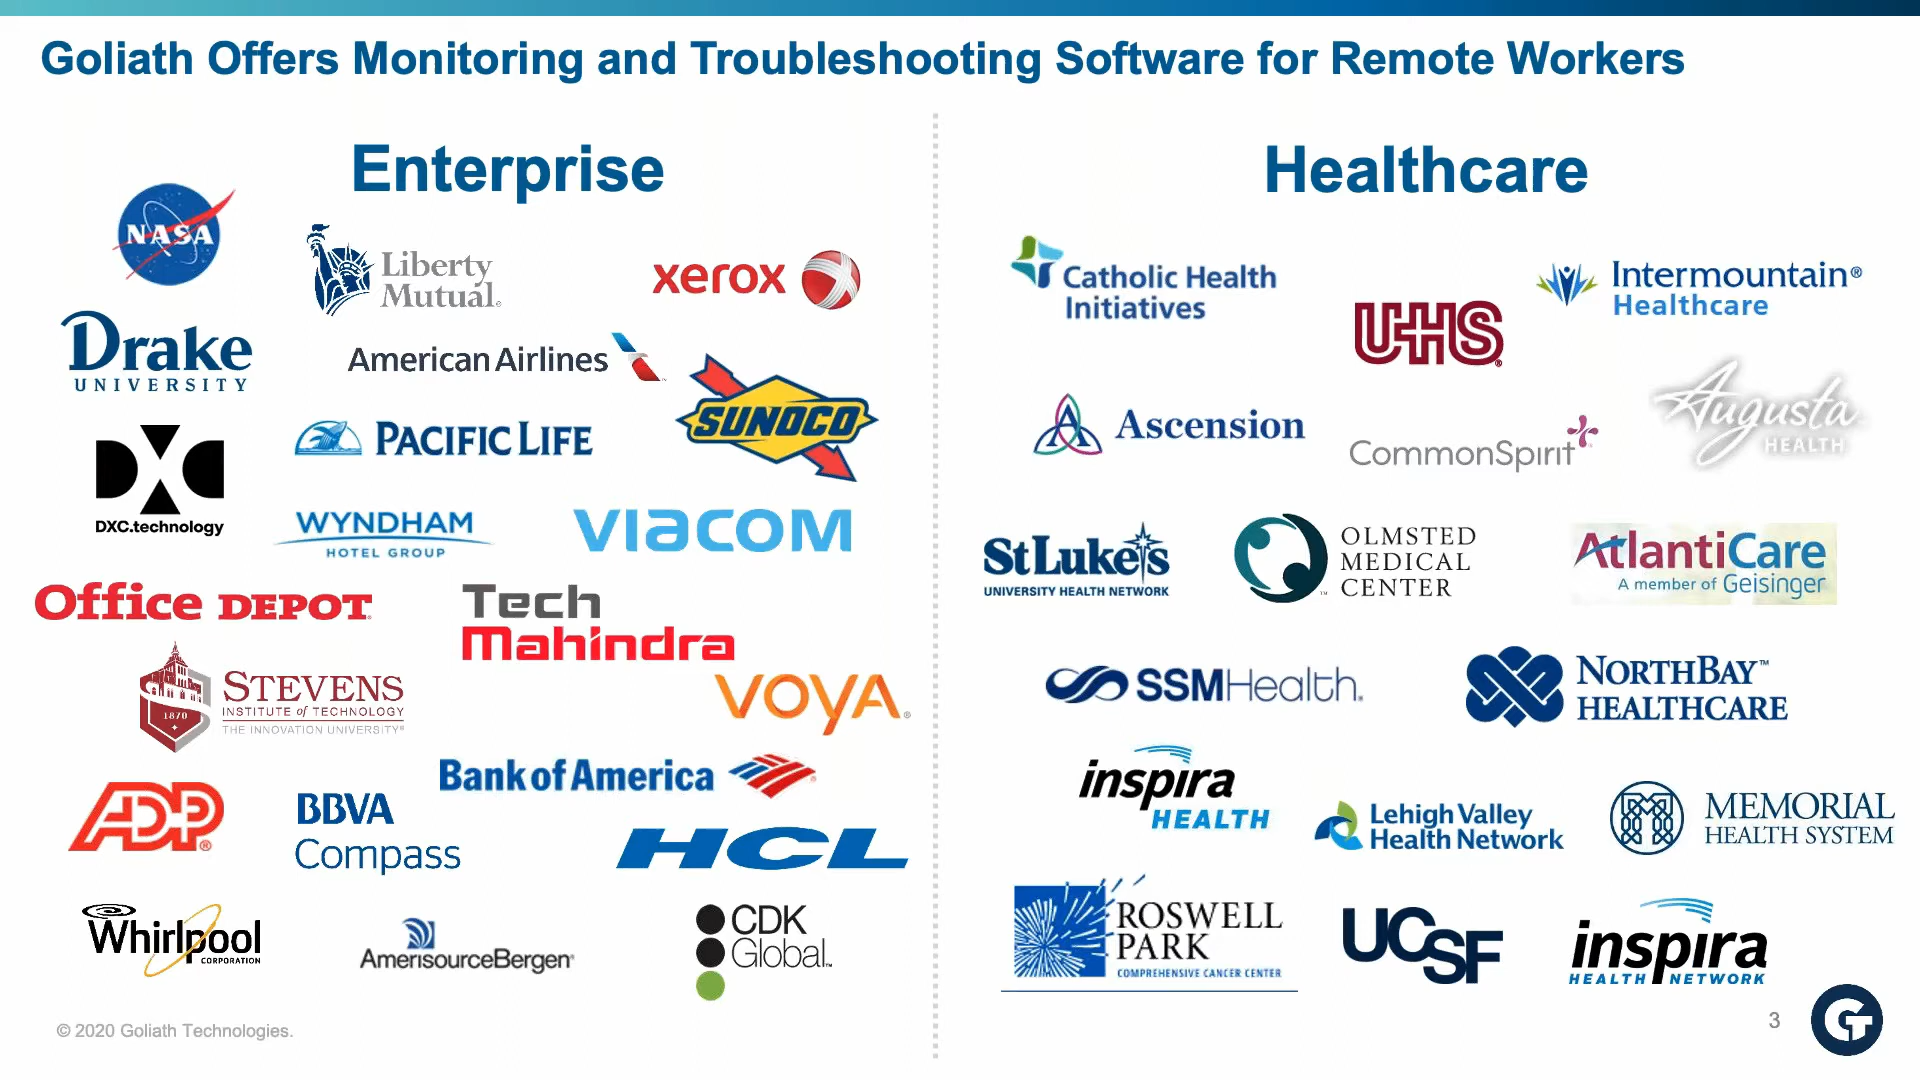 Goliath Offers Monitoring and Troubleshooting Software for Remote Workers
Enterprise
NASA
Liberty
Mutual®
xerox
Drake
UNIVERSITY
American Airlines
SUNOCO
PACIFIC LIFE
DXC.technology
WYNDHAM
HOTEL GROUP
VIACOM
Office DEPOT
Tech
Mahindra
STEVENS
INSTITUTE of TECHNOLOGY
THE INNOVATION UNIVERSITY®
1870
VOYA®
Bank of America
ADP®
BBVA
Compass
HCL
Whirlpool
CORPORATION
AmerisourceBergen®
CDK
Global™
Healthcare
Catholic Health
Initiatives
UHS®
Intermountain®
Healthcare
Ascension
CommonSpirit
Augusta
HEALTH
StLuke's
UNIVERSITY HEALTH NETWORK
OLMSTED
MEDICAL
CENTER
™
AtlantiCare
A member of Geisinger
SSMHealth®
NORTHBAY™
HEALTHCARE
inspira
HEALTH
Lehigh Valley
Health Network
MEMORIAL
HEALTH SYSTEM
ROSWELL
PARK
COMPREHENSIVE CANCER CENTER
UCSF
inspira
HEALTH NETWORK
© 2020 Goliath Technologies.
3
G